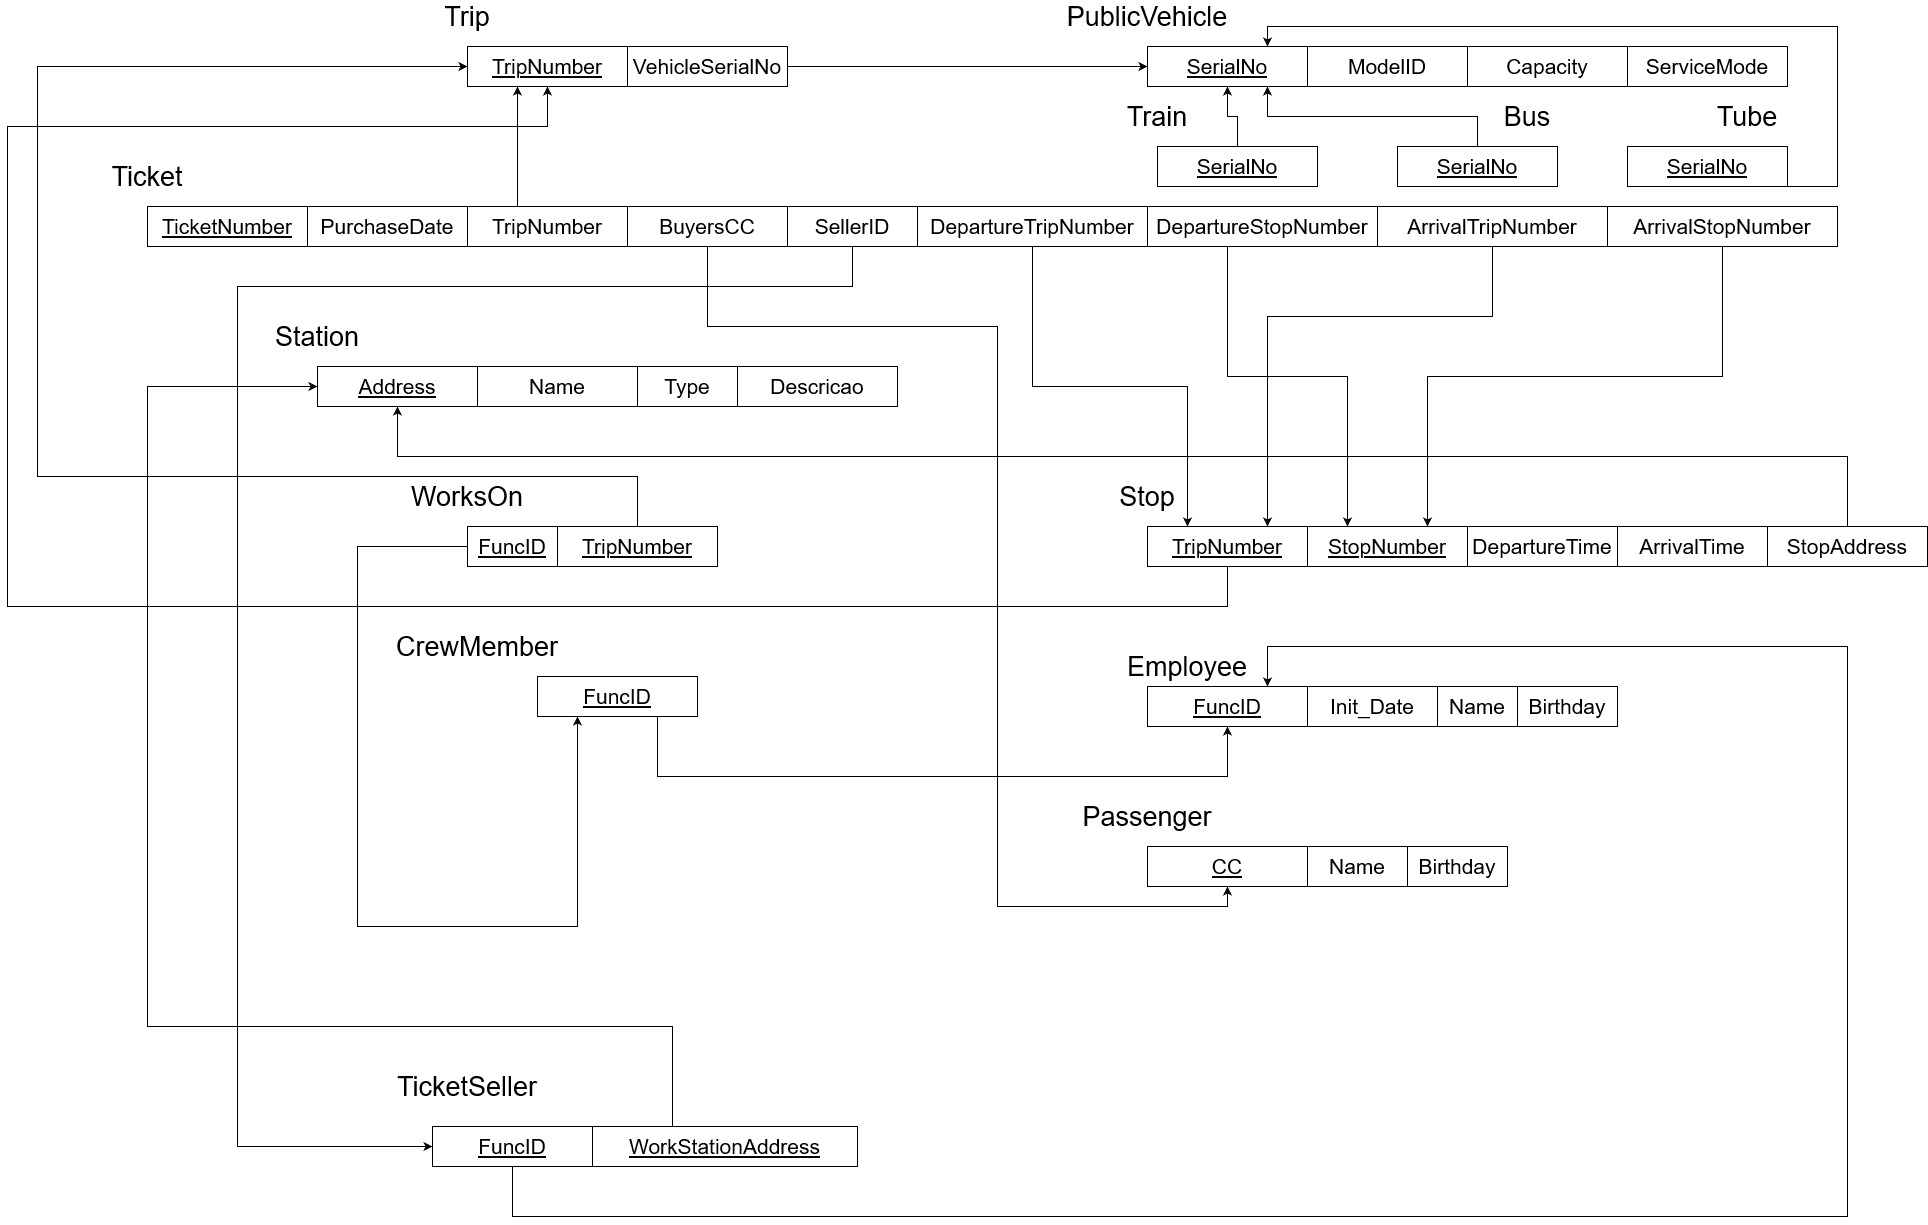 Trip
PublicVehicle
TripNumber VehicleSerialNo
SerialNo ModelID Capacity ServiceMode
Train
Bus
Tube
SerialNo
SerialNo
SerialNo
Ticket
TicketNumber PurchaseDate TripNumber BuyersCC SellerID DepartureTripNumber DepartureStopNumber ArrivalTripNumber ArrivalStopNumber
Station
Address Name Type Descricao
WorksOn
FuncID TripNumber
Stop
TripNumber StopNumber DepartureTime ArrivalTime StopAddress
CrewMember
FuncID
Employee
FuncID Init_Date Name Birthday
Passenger
CC Name Birthday
TicketSeller
FuncID WorkStationAddress